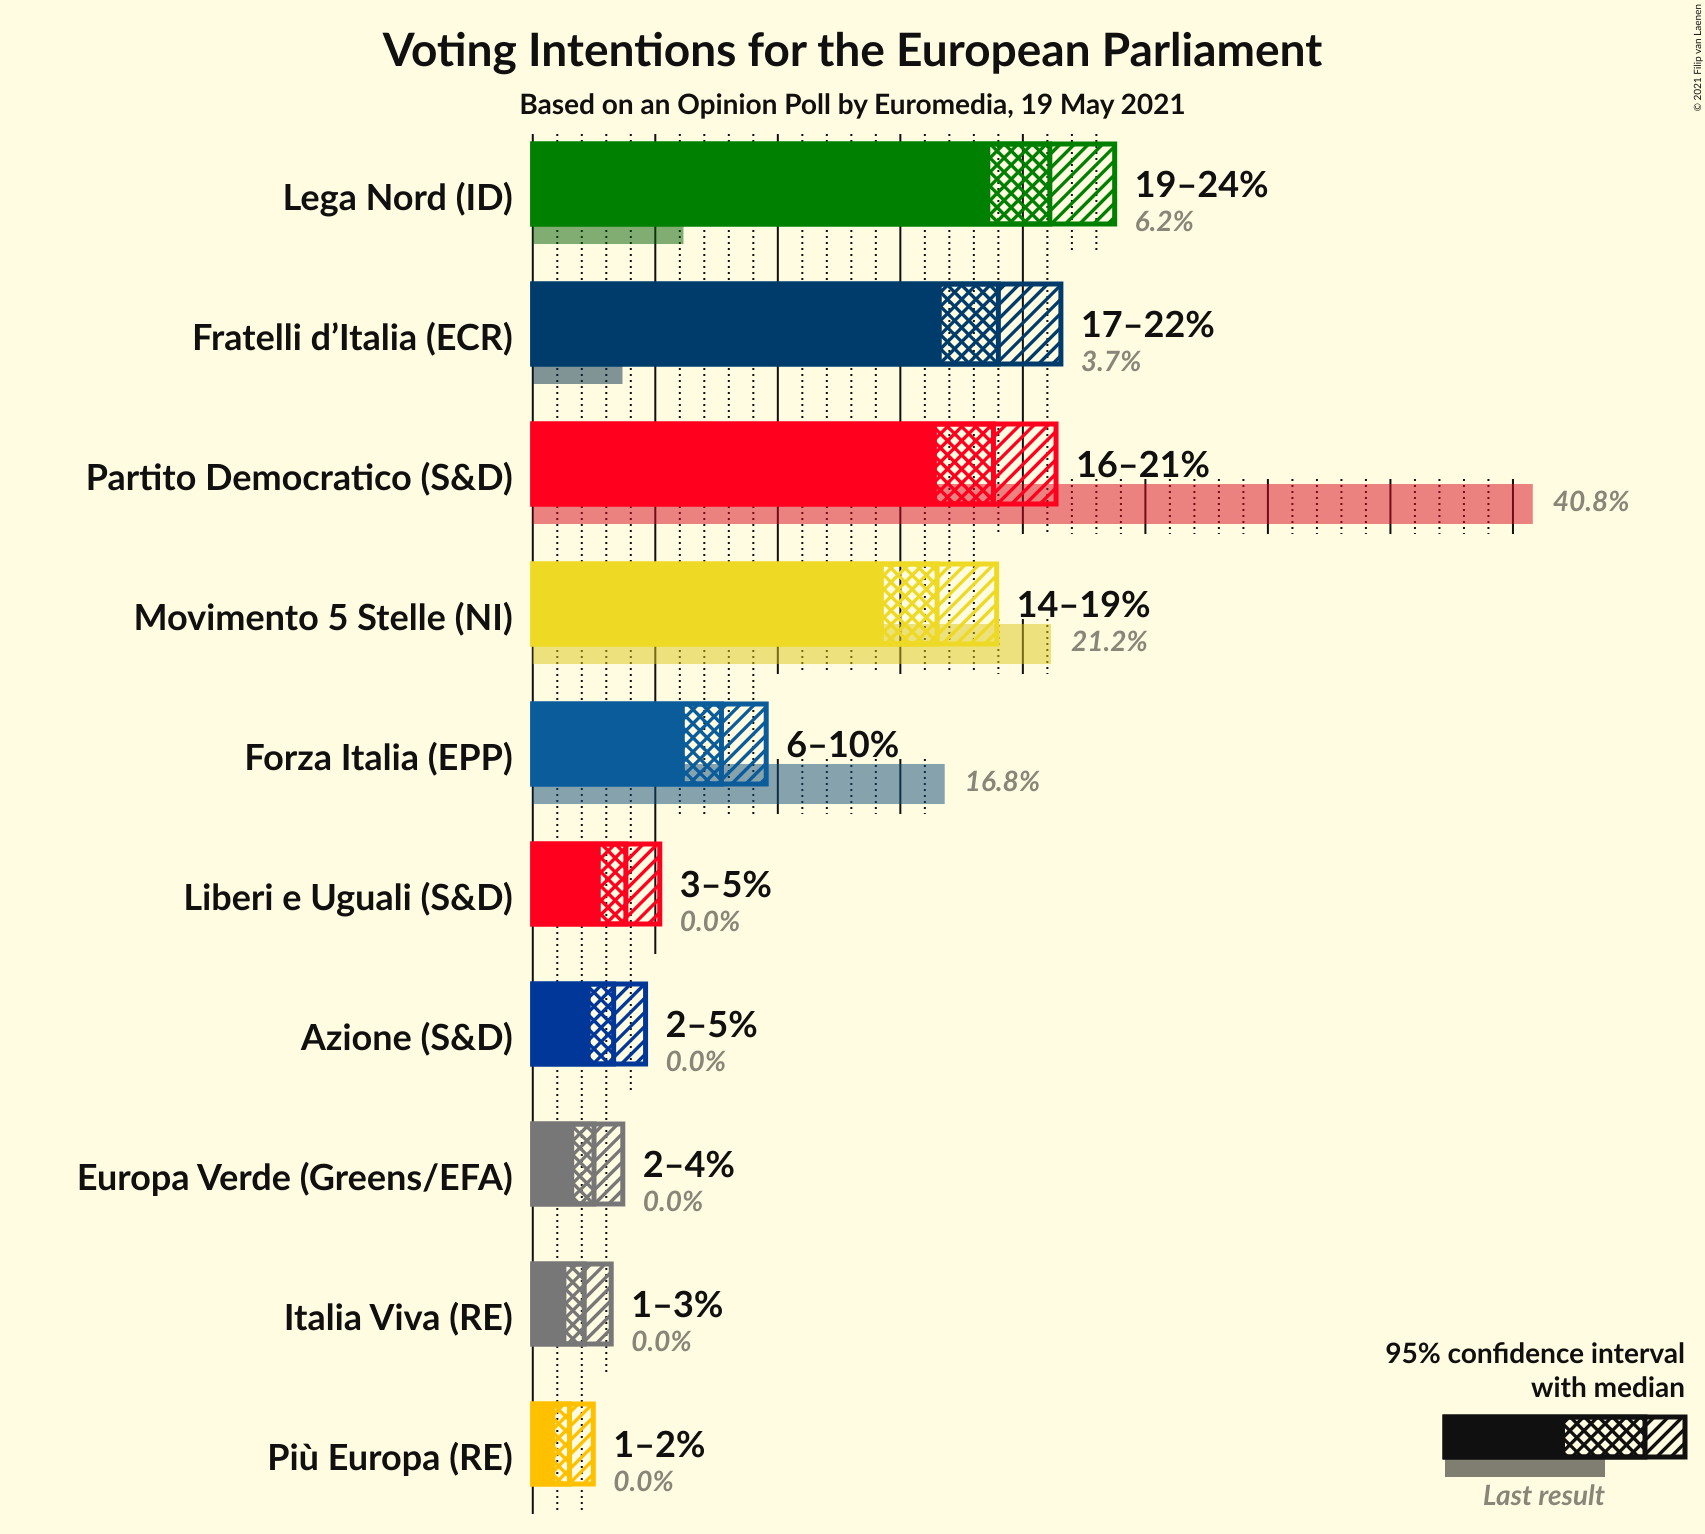 Voting Intentions for the European Parliament
Based on an Opinion Poll by Euromedia, 19 May 2021
© 2021 Filip van Laenen
Lega Nord (ID)
19–24%
6.2%
Fratelli d’Italia (ECR)
17–22%
3.7%
Partito Democratico (S&D)
16–21%
40.8%
Movimento 5 Stelle (NI)
14–19%
21.2%
Forza Italia (EPP)
6–10%
16.8%
Liberi e Uguali (S&D)
3–5%
0.0%
Azione (S&D)
2–5%
0.0%
Europa Verde (Greens/EFA)
2–4%
0.0%
Italia Viva (RE)
1–3%
0.0%
Più Europa (RE)
1–2%
0.0%
95% confidence interval
with median
Last result